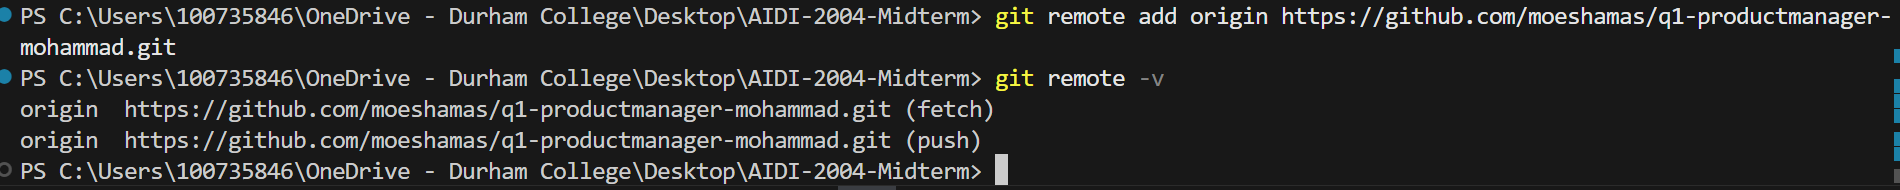 PS C:\Users\100735846\OneDrive - Durham College\Desktop\AIDI-2004-Midterm> git remote add origin https://github.com/moeshamas/q1-productmanager-
mohammad.git
PS C:\Users\100735846\OneDrive - Durham College\Desktop\AIDI-2004-Midterm> git remote -v
origin  https://github.com/moeshamas/q1-productmanager-mohammad.git (fetch)
origin  https://github.com/moeshamas/q1-productmanager-mohammad.git (push)
PS C:\Users\100735846\OneDrive - Durham College\Desktop\AIDI-2004-Midterm>